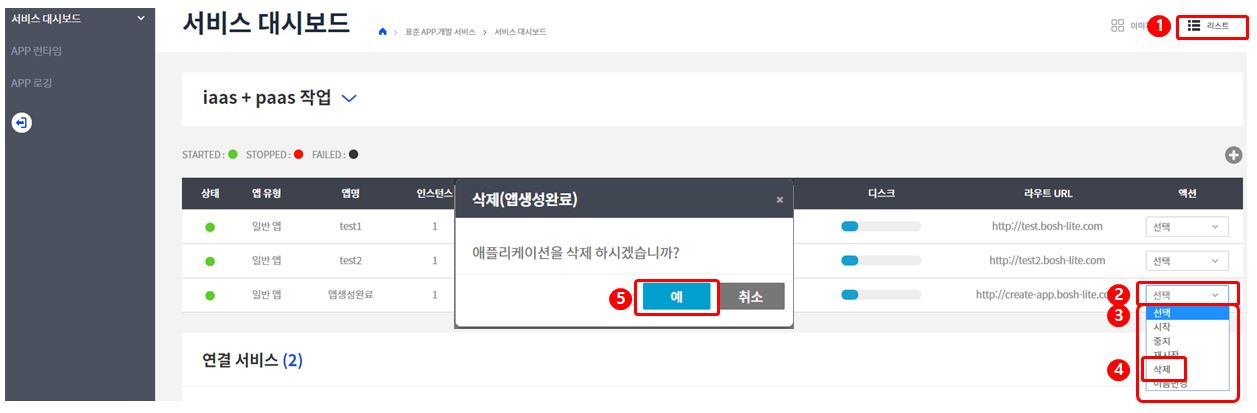 서비스 대시보드
APP 런타임
APP 로깅
서비스 대시보드
표준 APP.개발 서비스 > 서비스 대시보드
1
리스트
iaas + paas 작업
STARTED : STOPPED : FAILED :
상태 앱 유형 앱명 인스턴스 디스크 라우트 URL 액션
일반 앱 test1 1 http://test.bosh-lite.com 선택
일반 앱 test2 1 http://test2.bosh-lite.com 선택
일반 앱 앱생성완료 1 http://create-app.bosh-lite.co 2 선택
삭제(앱생성완료) ×
애플리케이션을 삭제 하시겠습니까?
5 예 취소
3 선택
시작
중지
재시작
4 삭제
이름변경
연결 서비스 (2)